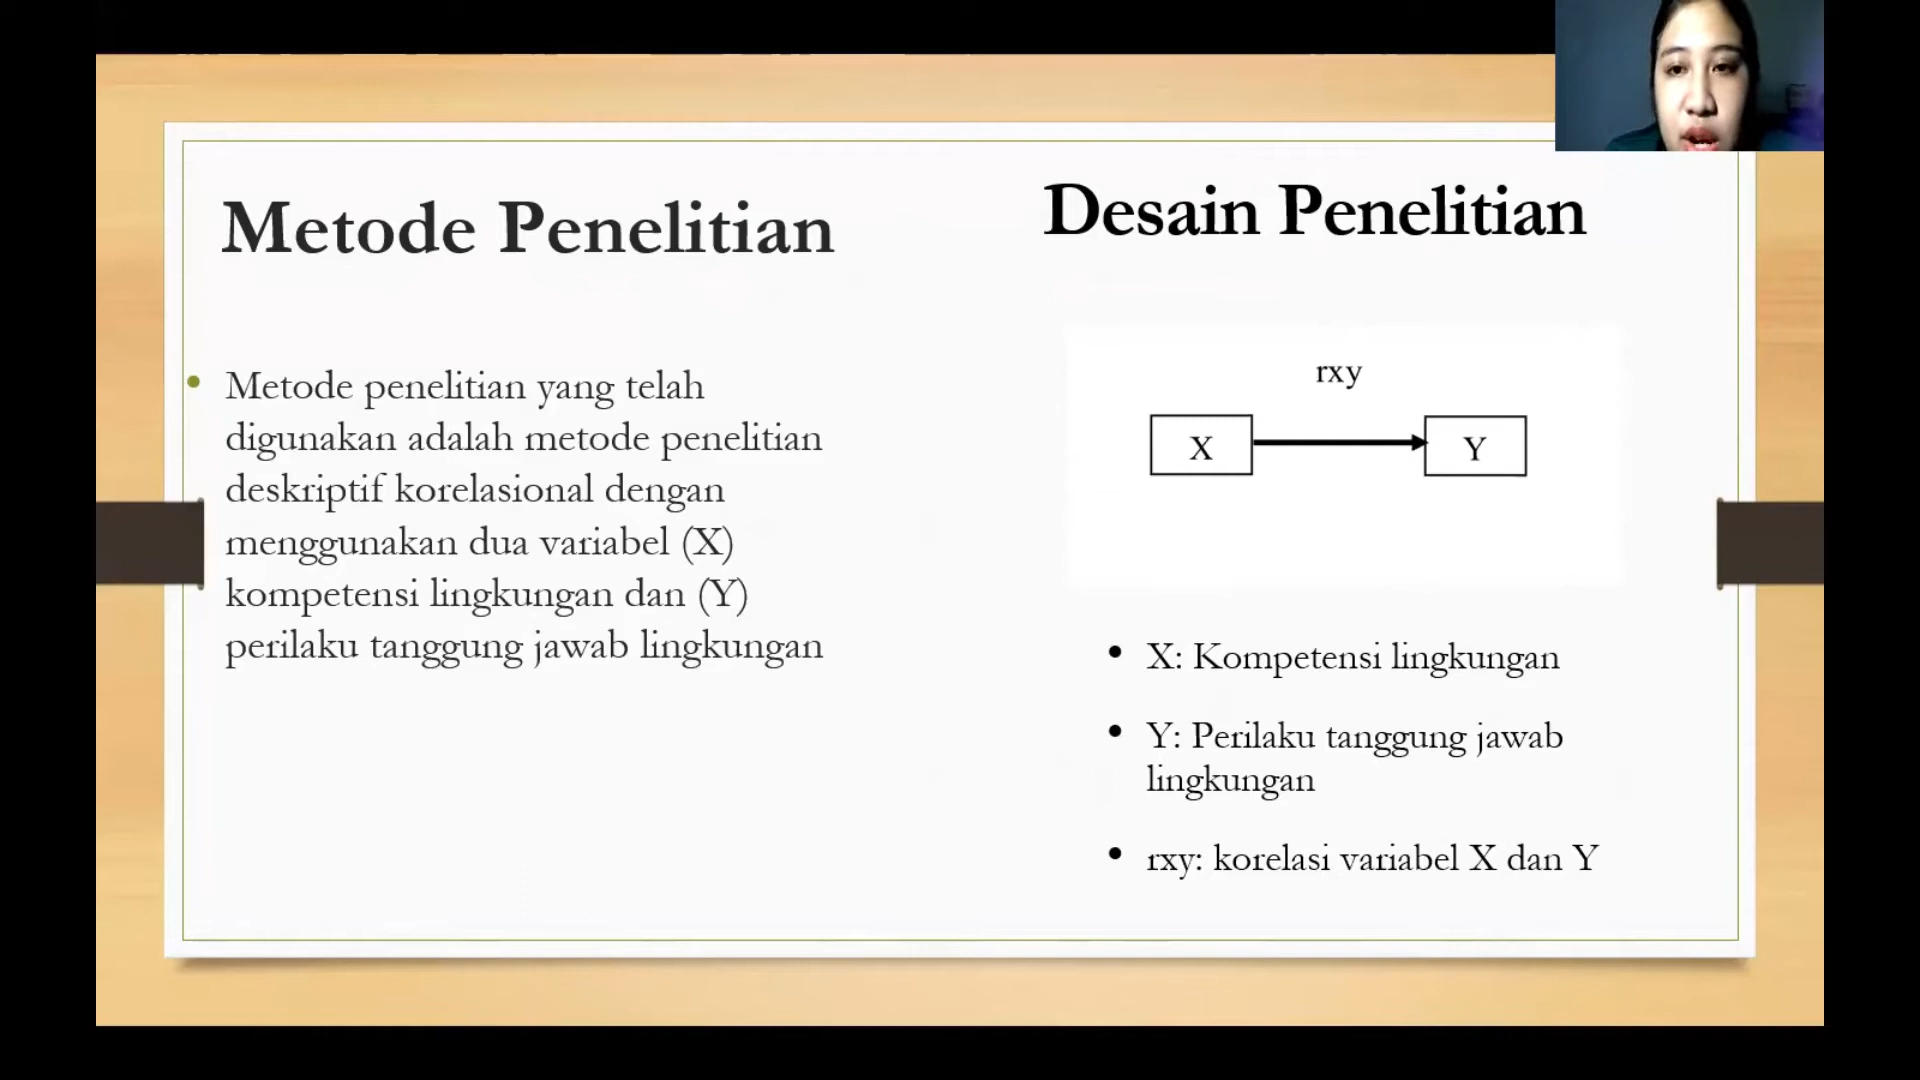 Metode Penelitian
Metode penelitian yang telah
digunakan adalah metode penelitian
deskriptif korelasional dengan
menggunakan dua variabel (X)
kompetensi lingkungan dan (Y)
perilaku tanggung jawab lingkungan
Desain Penelitian
rxy
X
Y
X: Kompetensi lingkungan
Y: Perilaku tanggung jawab
lingkungan
rxy: korelasi variabel X dan Y